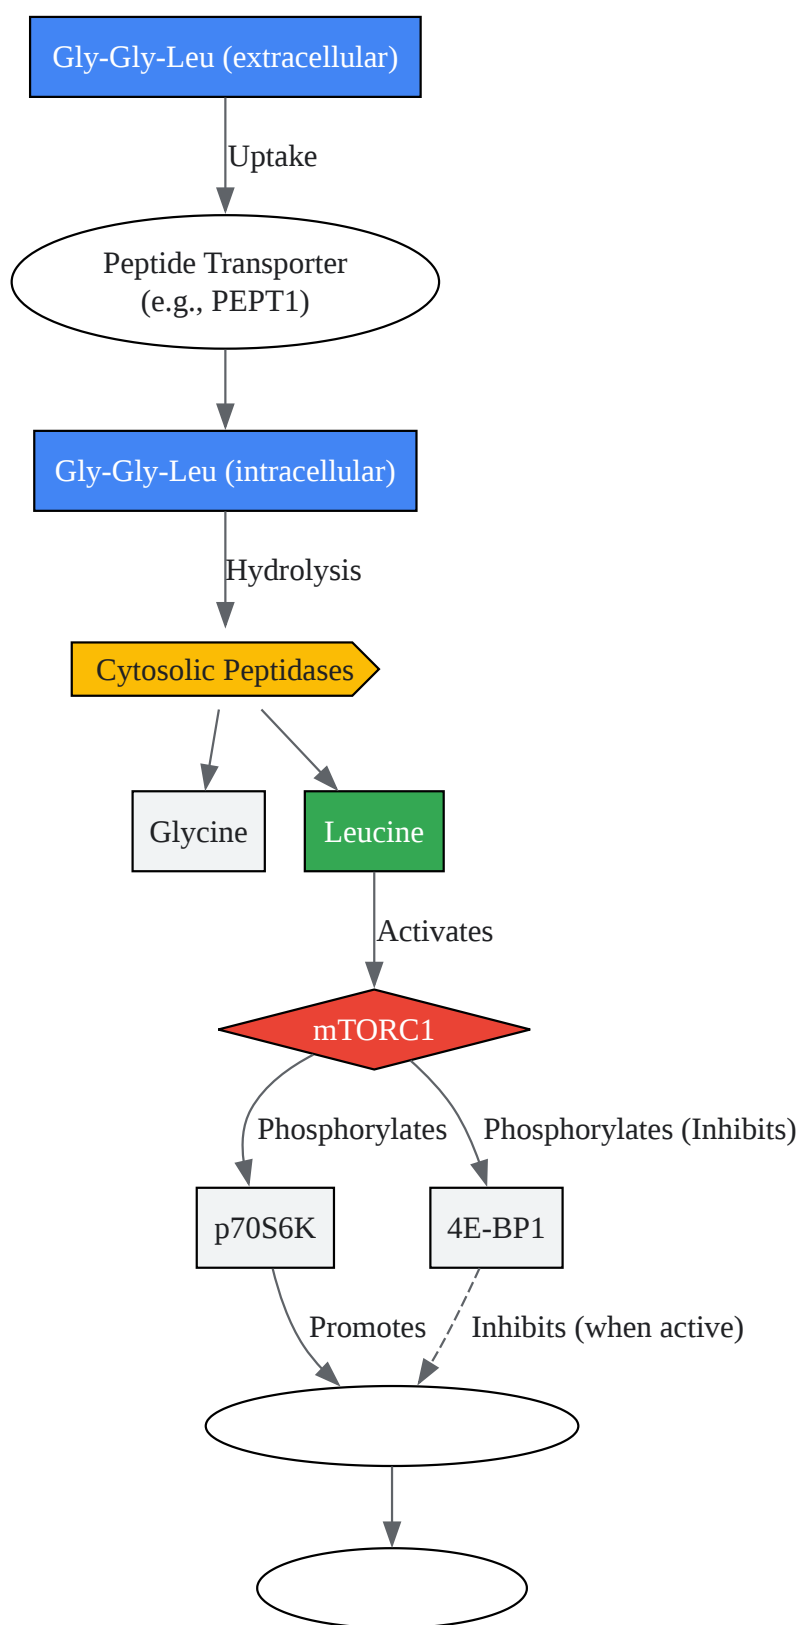 Gly-Gly-Leu (extracellular)
Uptake
Peptide Transporter
(e.g., PEPT1)
Gly-Gly-Leu (intracellular)
Hydrolysis
Cytosolic Peptidases
Glycine
Leucine
Activates
mTORC1
Phosphorylates
Phosphorylates (Inhibits)
p70S6K
4E-BP1
Promotes
Inhibits (when active)